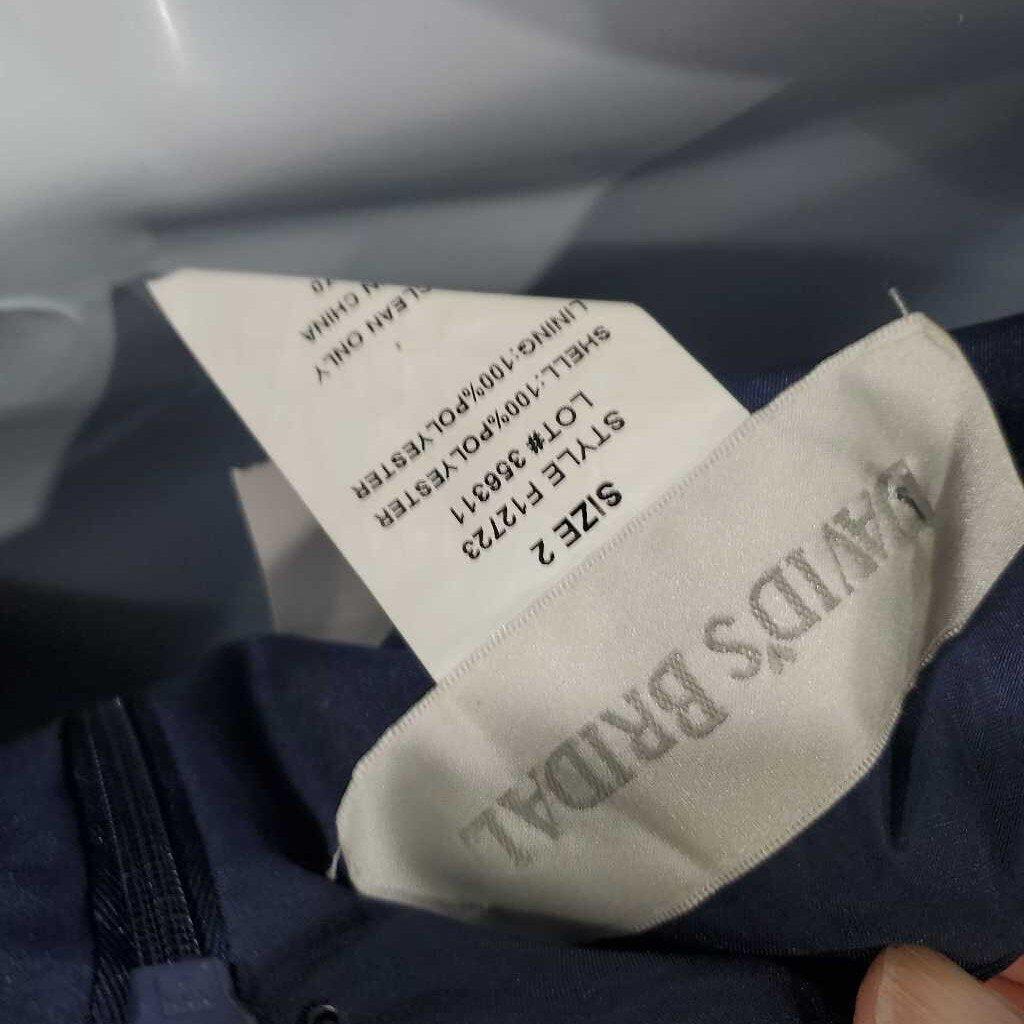 DAVID'S BRIDAL
SIZE 2
STYLE F12723
LOT# 356311
SHELL:100%POLYESTER
LINING:100%POLYESTER
CLEAN ONLY
N CHINA